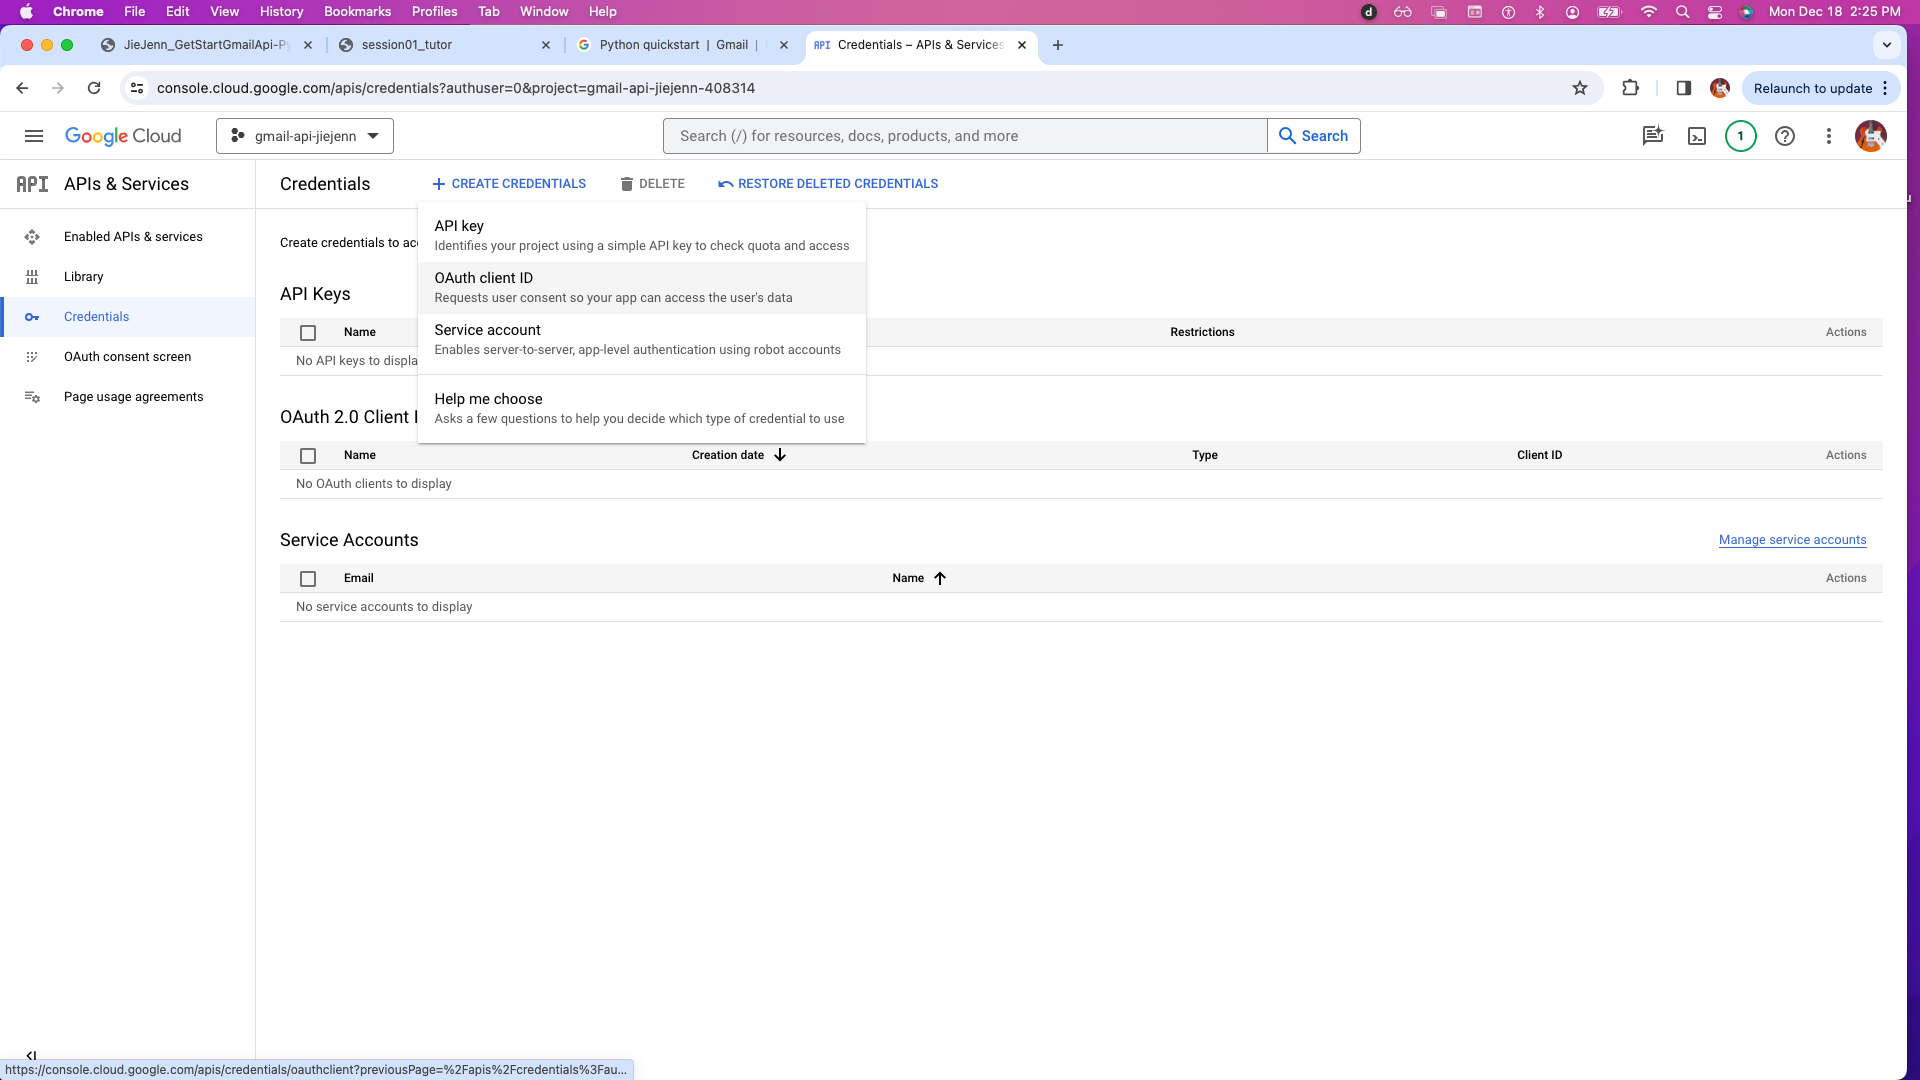 Chrome File Edit View History Bookmarks Profiles Tab Window Help Mon Dec 18 2:25 PM
JieJenn_GetStartGmailApi-Py session01_tutor Python quickstart | Gmail | API Credentials – APIs & Services
console.cloud.google.com/apis/credentials?authuser=0&project=gmail-api-jiejenn-408314 Relaunch to update
Google Cloud gmail-api-jiejenn Search (/) for resources, docs, products, and more Search 1
API APIs & Services Credentials CREATE CREDENTIALS DELETE RESTORE DELETED CREDENTIALS
Enabled APIs & services
Library
Credentials
OAuth consent screen
Page usage agreements
Create credentials to acc
API key
Identifies your project using a simple API key to check quota and access
OAuth client ID
Requests user consent so your app can access the user's data
Service account
Enables server-to-server, app-level authentication using robot accounts
Help me choose
Asks a few questions to help you decide which type of credential to use
API Keys
Name Restrictions Actions
No API keys to displa
OAuth 2.0 Client I
Name Creation date Type Client ID Actions
No OAuth clients to display
Service Accounts Manage service accounts
Email Name Actions
No service accounts to display
https://console.cloud.google.com/apis/credentials/oauthclient?previousPage=%2Fapis%2Fcredentials%3Fau...